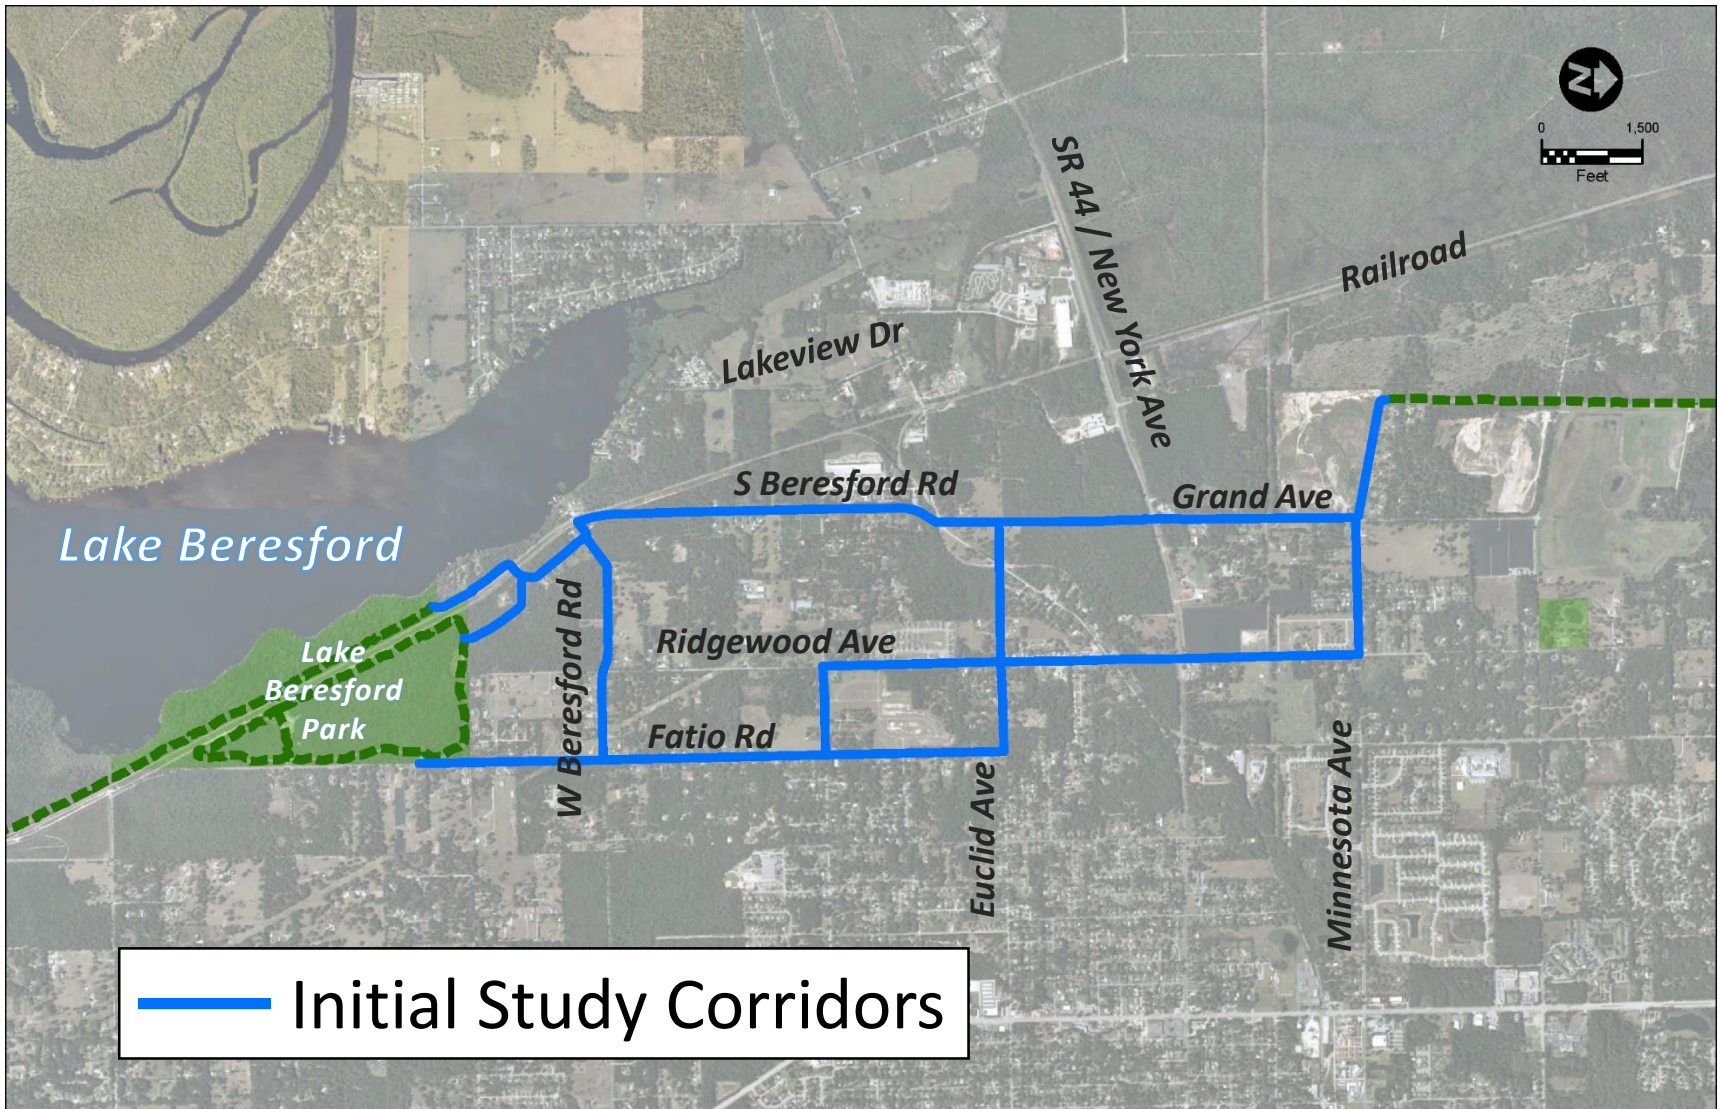 N
0 1,500
Feet
SR 44 / New York Ave
Railroad
Lakeview Dr
S Beresford Rd
Grand Ave
Lake Beresford
W Beresford Rd
Ridgewood Ave
Lake
Beresford
Park
Fatio Rd
Euclid Ave
Minnesota Ave
Initial Study Corridors